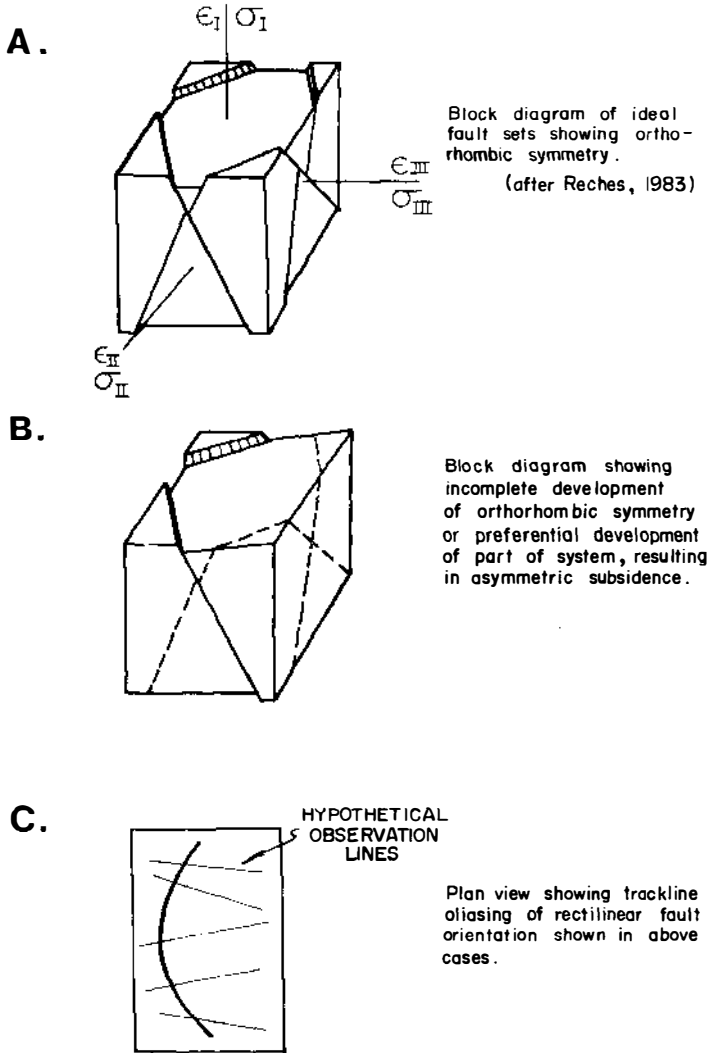 A.
ϵI σI
Block diagram of ideal
fault sets showing ortho-
rhombic symmetry.
(after Reches, 1983)
ϵIII
σIII
ϵII
σII
B.
Block diagram showing
incomplete development
of orthorhombic symmetry
or preferential development
of part of system, resulting
in asymmetric subsidence.
C.
HYPOTHETICAL
OBSERVATION
LINES
Plan view showing trackline
aliasing of rectilinear fault
orientation shown in above
cases.